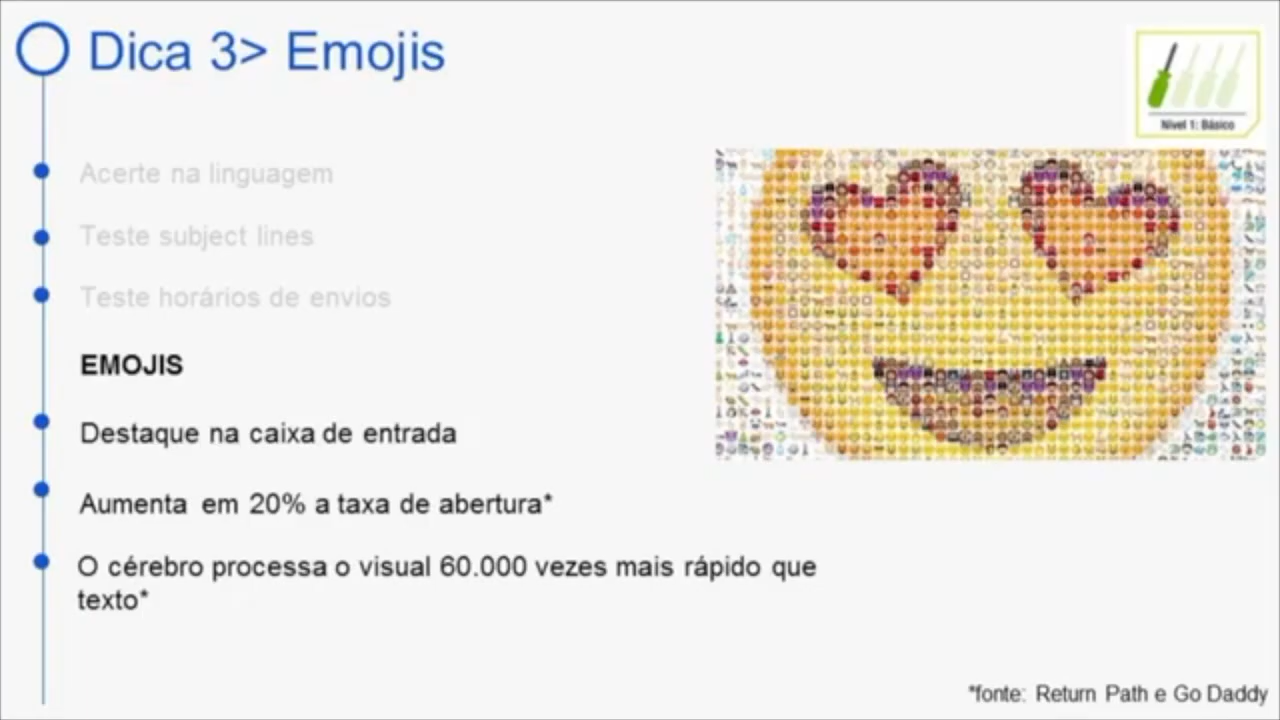 Dica 3> Emojis
Nível 1: Básico
Acerte na linguagem
Teste subject lines
Teste horários de envios
EMOJIS
Destaque na caixa de entrada
Aumenta em 20% a taxa de abertura*
O cérebro processa o visual 60.000 vezes mais rápido que
texto*
*fonte: Return Path e Go Daddy